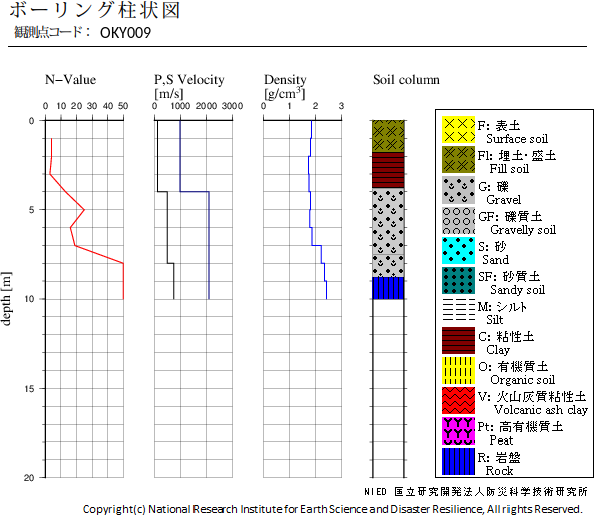 ボーリング柱状図
観測点コード： OKY009
N−Value
P,S Velocity
[m/s]
Density
[g/cm³]
Soil column
0 10 20 30 40 50
0 1000 2000 3000
0 1 2 3
0
5
10
15
20
depth [m]
F: 表土
Surface soil
Fl: 埋土・盛土
Fill soil
G: 礫
Gravel
GF: 礫質土
Gravelly soil
S: 砂
Sand
SF: 砂質土
Sandy soil
M: シルト
Silt
C: 粘性土
Clay
O: 有機質土
Organic soil
V: 火山灰質粘性土
Volcanic ash clay
Pt: 高有機質土
Peat
R: 岩盤
Rock
NIED 国立研究開発法人防災科学技術研究所
Copyright(c) National Research Institute for Earth Science and Disaster Resilience, All rights Reserved.